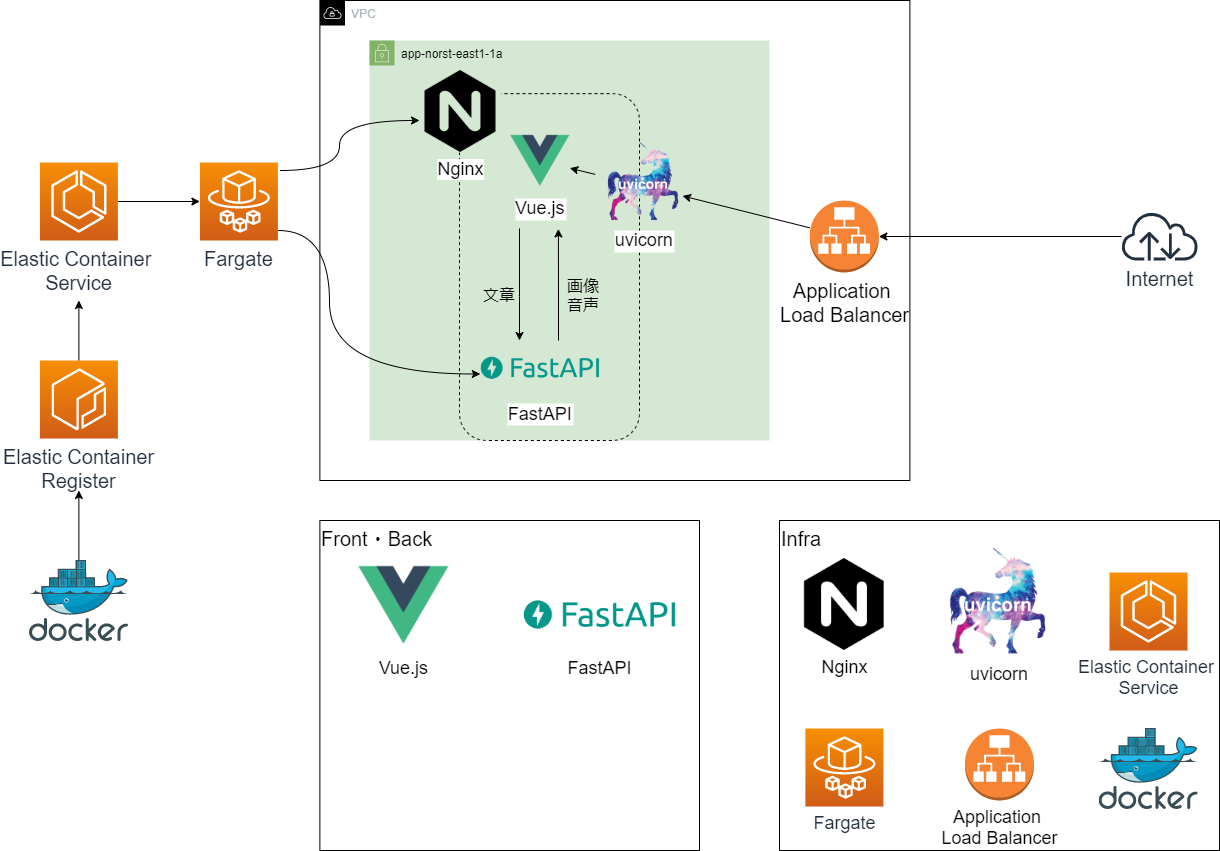 VPC
app-norst-east1-1a
Nginx
Vue.js
uvicorn
uvicorn
文章
画像
音声
FastAPI
FastAPI
Elastic Container
Service
Fargate
Elastic Container
Register
docker
Application
Load Balancer
Internet
Front・Back
Vue.js
FastAPI
FastAPI
Infra
Nginx
uvicorn
uvicorn
Elastic Container
Service
Fargate
Application
Load Balancer
docker